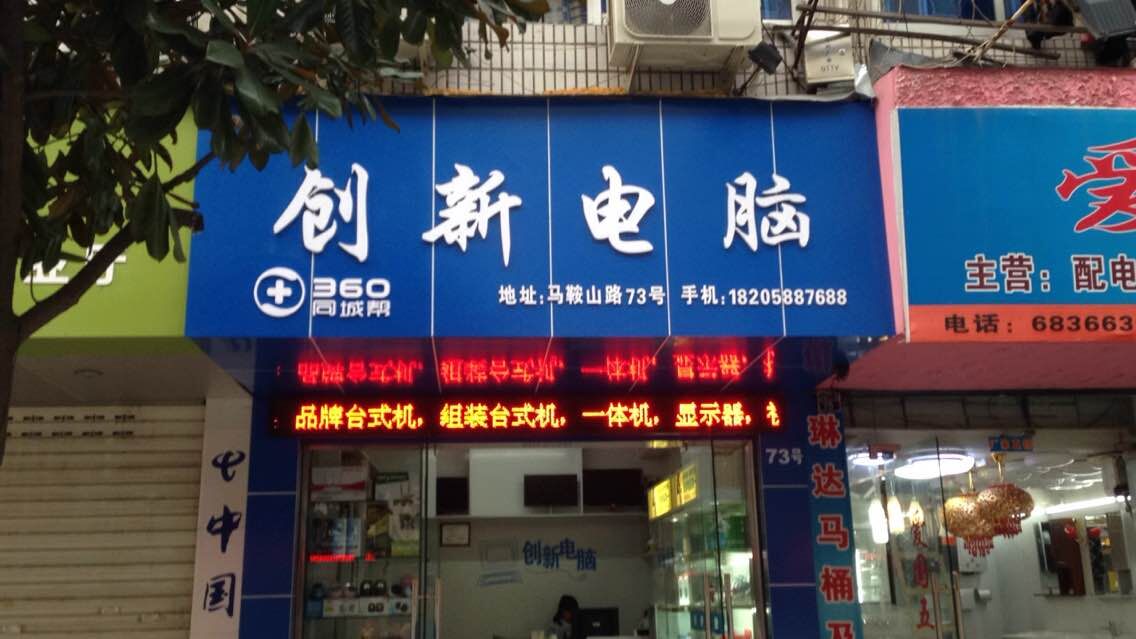 创新电脑
360
同城帮
地址:马鞍山路73号 手机:18205887688
主营:配电
电话:683663
品牌台式机,组装台式机,一体机,显示器,
73号
中国
琳达马桶
创新电脑